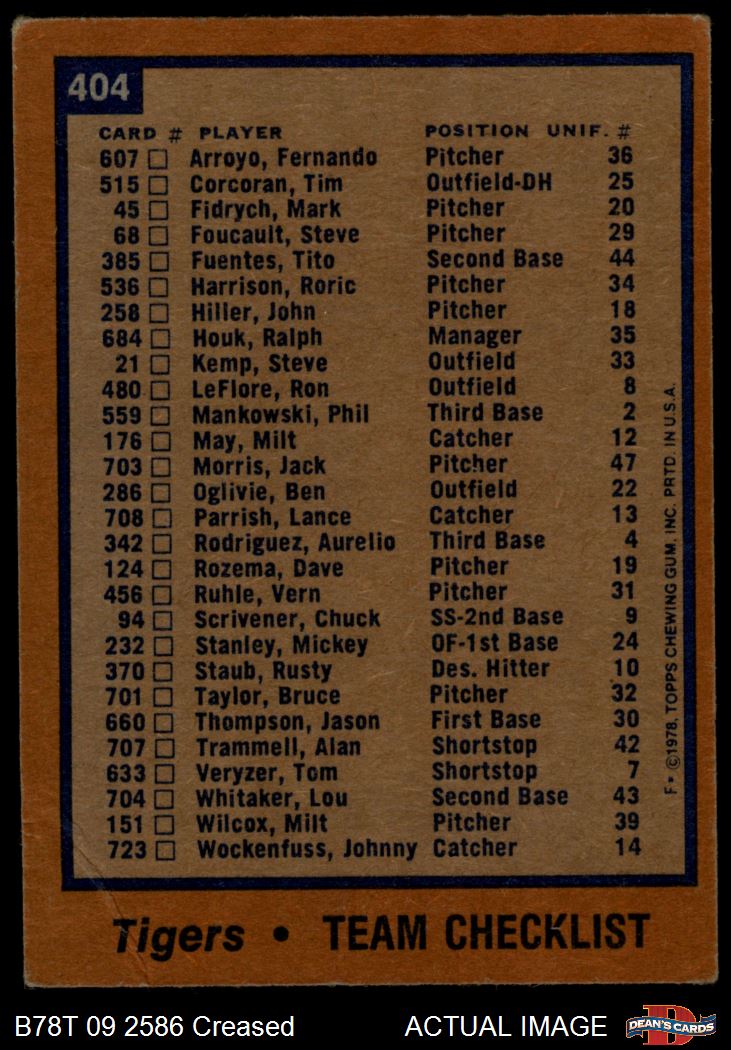 404
CARD # PLAYER POSITION UNIF. #
607 Arroyo, Fernando Pitcher 36
515 Corcoran, Tim Outfield-DH 25
45 Fidrych, Mark Pitcher 20
68 Foucault, Steve Pitcher 29
385 Fuentes, Tito Second Base 44
536 Harrison, Roric Pitcher 34
258 Hiller, John Pitcher 18
684 Houk, Ralph Manager 35
21 Kemp, Steve Outfield 33
480 LeFlore, Ron Outfield 8
559 Mankowski, Phil Third Base 2
176 May, Milt Catcher 12
703 Morris, Jack Pitcher 47
286 Oglivie, Ben Outfield 22
708 Parrish, Lance Catcher 13
342 Rodriguez, Aurelio Third Base 4
124 Rozema, Dave Pitcher 19
456 Ruhle, Vern Pitcher 31
94 Scrivener, Chuck SS-2nd Base 9
232 Stanley, Mickey OF-1st Base 24
370 Staub, Rusty Des. Hitter 10
701 Taylor, Bruce Pitcher 32
660 Thompson, Jason First Base 30
707 Trammell, Alan Shortstop 42
633 Veryzer, Tom Shortstop 7
704 Whitaker, Lou Second Base 43
151 Wilcox, Milt Pitcher 39
723 Wockenfuss, Johnny Catcher 14
F* ©1978, TOPPS CHEWING GUM, INC. PRTD. IN U.S.A.
Tigers • TEAM CHECKLIST
B78T 09 2586 Creased ACTUAL IMAGE
D
DEAN'S CARDS